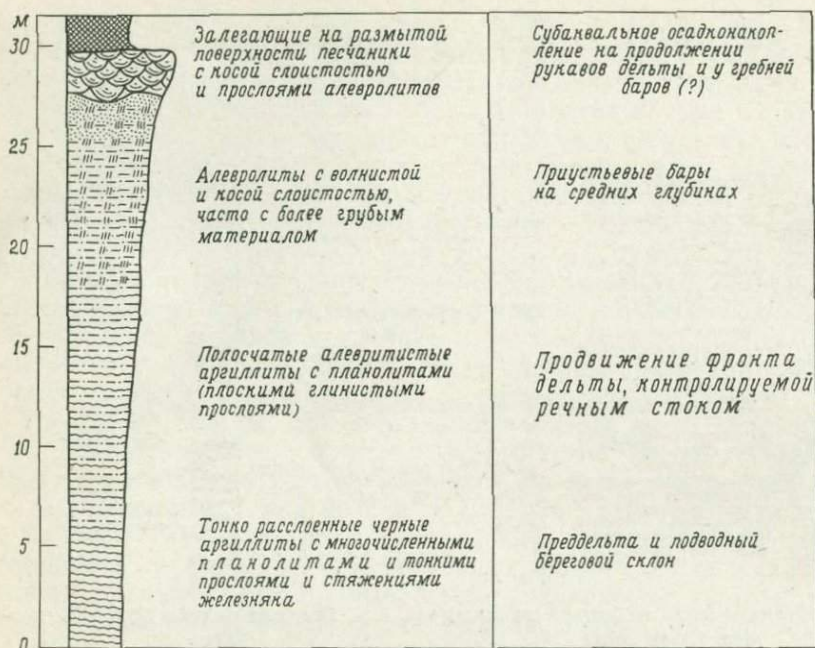 м
30
25
20
15
10
5
0
Залегающие на размытой
поверхности песчаники
с косой слоистостью
и прослоями алевролитов
Субаквальное осадконакоп-
ление на продолжении
рукавов дельты и у гребней
баров (?)
Алевролиты с волнистой
и косой слоистостью,
часто с более грубым
материалом
Приустьевые бары
на средних глубинах
Полосчатые алевритистые
аргиллиты с планолитами
(плоскими глинистыми
прослоями)
Продвижение фронта
дельты, контролируемой
речным стоком
Тонко расслоенные черные
аргиллиты с многочисленными
планолитами и тонкими
прослоями и стяжениями
железняка
Преддельта и подводный
береговой склон